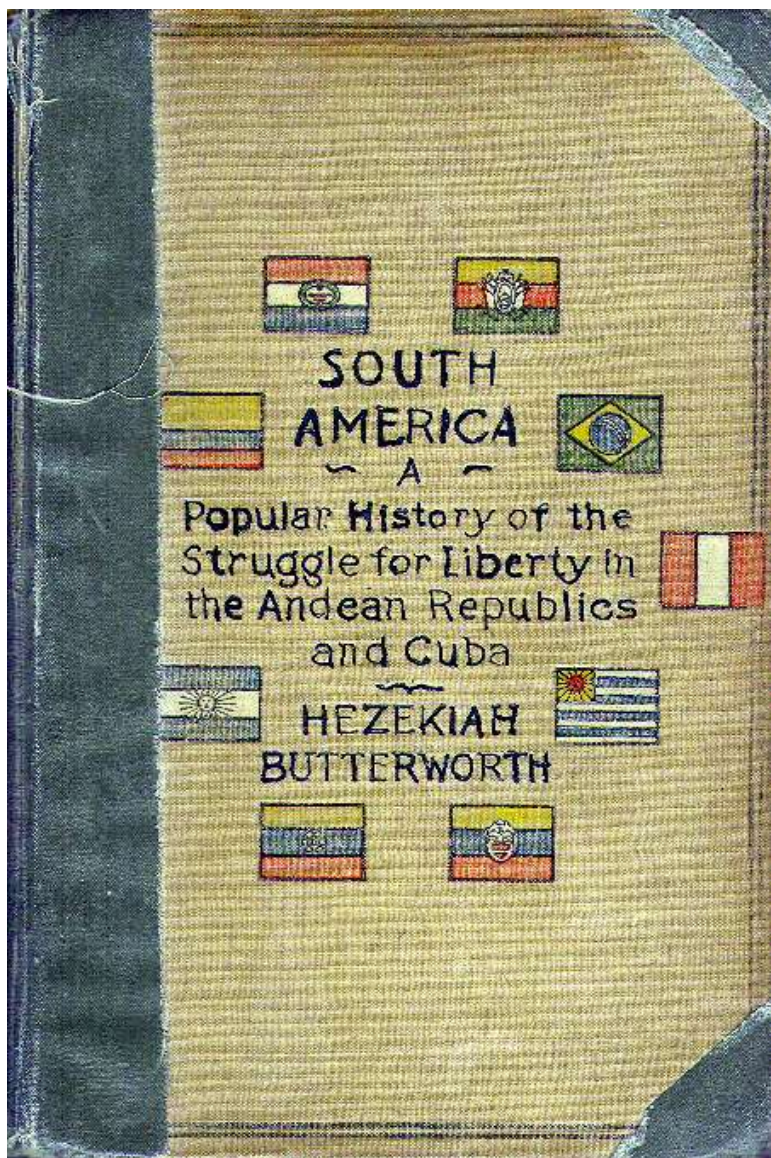 SOUTH
AMERICA
A
Popular History of the
Struggle for Liberty in
the Andean Republics
and Cuba
HEZEKIAH
BUTTERWORTH